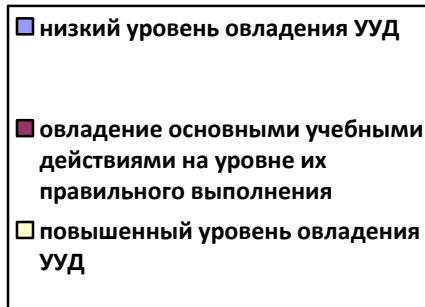 низкий уровень овладения УУД
овладение основными учебными
действиями на уровне их
правильного выполнения
повышенный уровень овладения
УУД